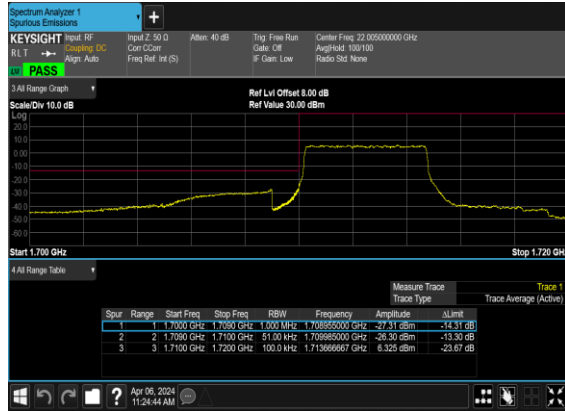 Spectrum Analyzer 1
Spurious Emissions
+
KEYSIGHT Input: RF Input Z: 50 Ω Atten: 40 dB Trig: Free Run Center Freq: 22.005000000 GHz
RLT Coupling: DC Corr CCorr Gate: Off Avg|Hold: 100/100
Align: Auto Freq Ref: Int (S) IF Gain: Low Radio Std: None
PASS
3 All Range Graph Ref Lvl Offset 8.00 dB
Scale/Div 10.0 dB Ref Value 30.00 dBm
Log
20.0
10.0
0.00
-10.0
-20.0
-30.0
-40.0
-50.0
-60.0
Start 1.700 GHz Stop 1.720 GHz
4 All Range Table
Measure Trace Trace 1
Trace Type Trace Average (Active)
Spur Range Start Freq Stop Freq RBW Frequency Amplitude ΔLimit
1 1 1.7000 GHz 1.7090 GHz 1.000 MHz 1.708955000 GHz -27.31 dBm -14.31 dB
2 2 1.7090 GHz 1.7100 GHz 51.00 kHz 1.709985000 GHz -26.30 dBm -13.30 dB
3 3 1.7100 GHz 1.7200 GHz 100.0 kHz 1.713666667 GHz 6.325 dBm -23.67 dB
? Apr 06, 2024
11:24:44 AM